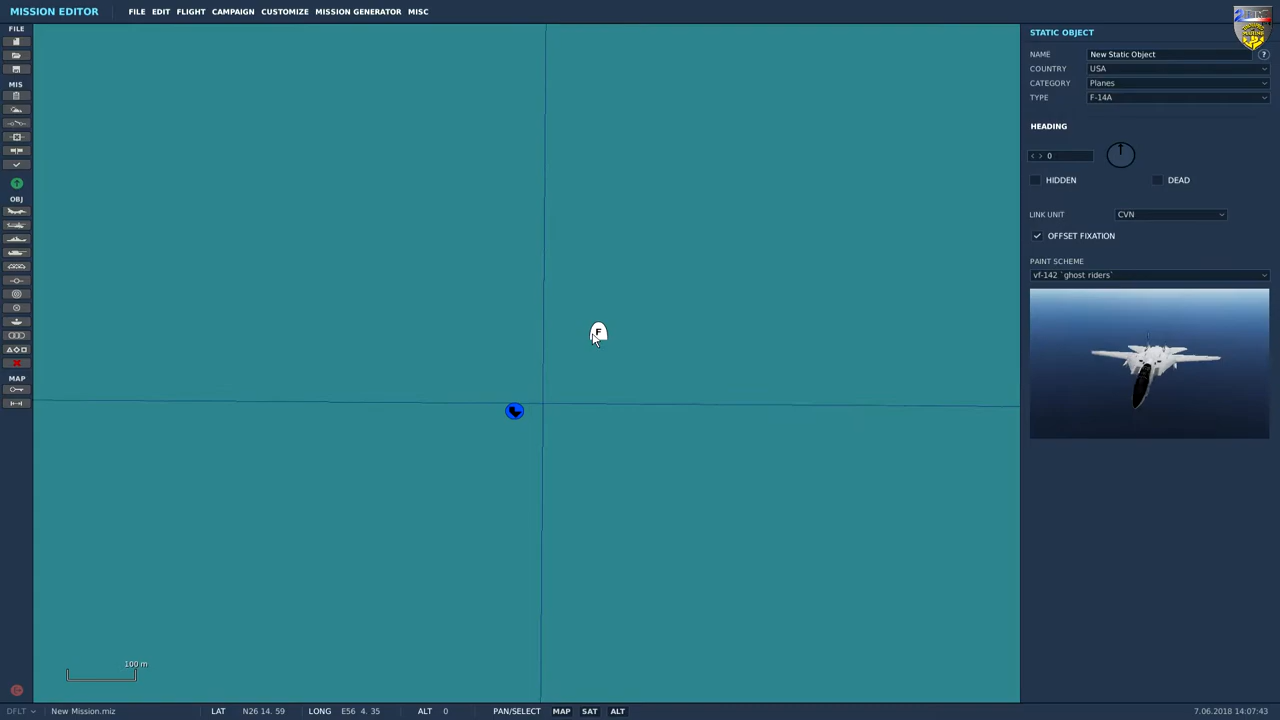 MISSION EDITOR
FILE EDIT FLIGHT CAMPAIGN CUSTOMIZE MISSION GENERATOR MISC
FILE
MIS
OBJ
MAP
STATIC OBJECT
NAME New Static Object ?
COUNTRY USA
CATEGORY Planes
TYPE F-14A
HEADING
< > 0
HIDDEN DEAD
LINK UNIT CVN
OFFSET FIXATION
PAINT SCHEME
vf-142 `ghost riders`
F
100 m
DFLT New Mission.miz LAT N26 14. 59 LONG E56 4. 35 ALT 0 PAN/SELECT MAP SAT ALT 7.06.2018 14:07:43